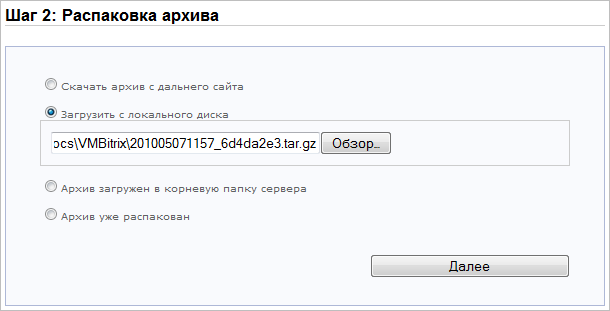 Шаг 2: Распаковка архива
Скачать архив с дальнего сайта
Загрузить с локального диска
ocs\VMBitrix\201005071157_6d4da2e3.tar.gz Обзор...
Архив загружен в корневую папку сервера
Архив уже распакован
Далее